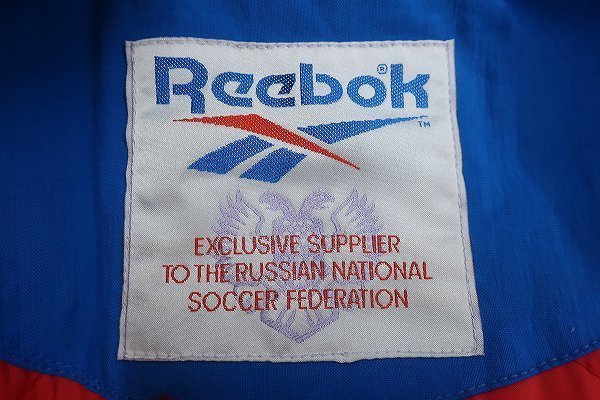 Reebok®
™
EXCLUSIVE SUPPLIER
TO THE RUSSIAN NATIONAL
SOCCER FEDERATION